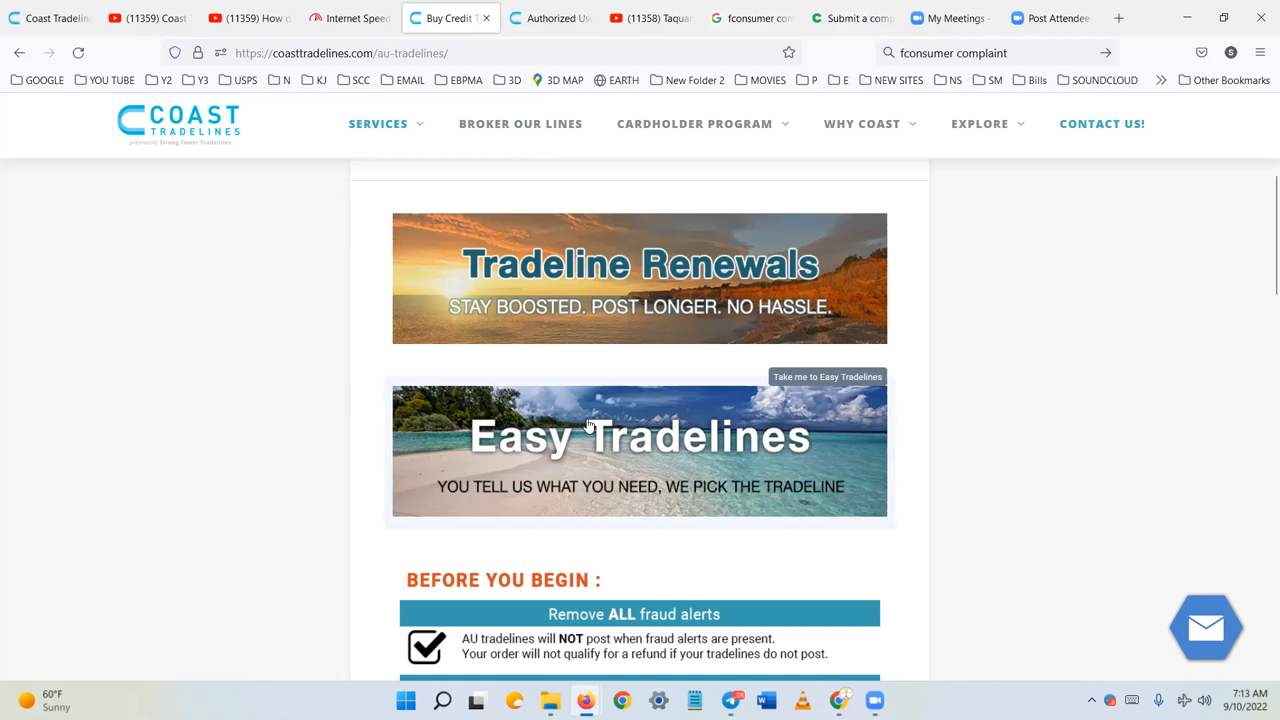 Coast Tradelin
(11359) Coast
(11359) How o
Internet Speed
Buy Credit T
Authorized Us
(11358) Taquar
fconsumer com
Submit a comp
My Meetings -
Post Attendee
https://coasttradelines.com/au-tradelines/
fconsumer complaint
GOOGLE
YOU TUBE
Y2
Y3
USPS
N
KJ
SCC
EMAIL
EBPMA
3D
3D MAP
EARTH
New Folder 2
MOVIES
P
E
NEW SITES
NS
SM
Bills
SOUNDCLOUD
Other Bookmarks
COAST
TRADELINES
previously Strong Tower Tradelines
SERVICES
BROKER OUR LINES
CARDHOLDER PROGRAM
WHY COAST
EXPLORE
CONTACT US!
Tradeline Renewals
STAY BOOSTED. POST LONGER. NO HASSLE.
Take me to Easy Tradelines
Easy Tradelines
YOU TELL US WHAT YOU NEED, WE PICK THE TRADELINE
BEFORE YOU BEGIN :
Remove ALL fraud alerts
AU tradelines will NOT post when fraud alerts are present.
Your order will not qualify for a refund if your tradelines do not post.
60°F
Sunny
7:13 AM
9/10/2022